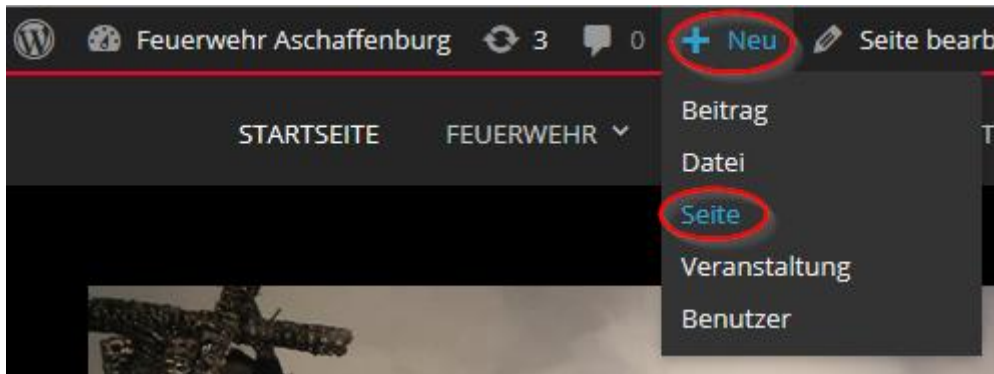 Feuerwehr Aschaffenburg 3 0 + Neu Seite bearb
STARTSEITE FEUERWEHR
Beitrag
Datei
Seite
Veranstaltung
Benutzer